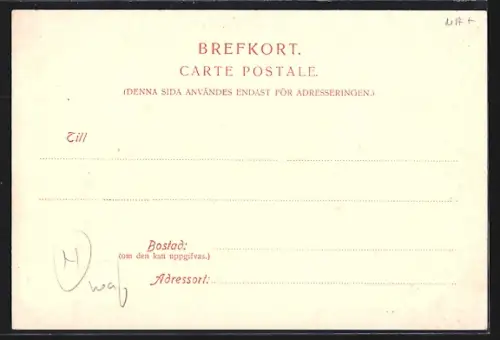 BREFKORT.
CARTE POSTALE.
(DENNA SIDA ANVÄNDES ENDAST FÖR ADRESSERINGEN.)
Till
Bostad:
(om den kan uppgifvas.)
Adressort: